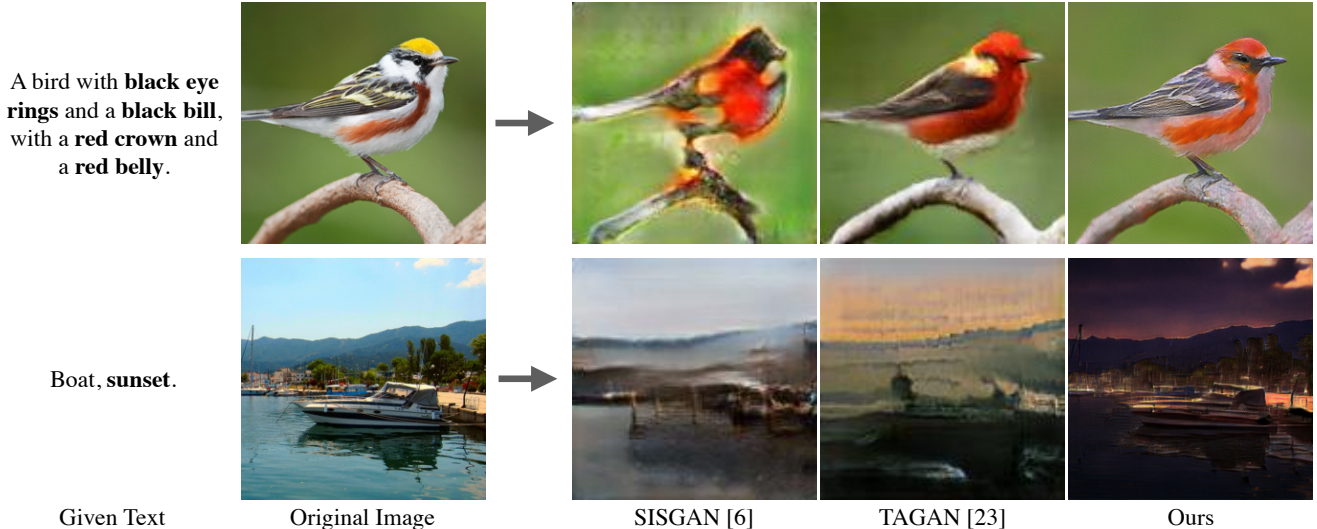 A bird with black eye
rings and a black bill,
with a red crown and
a red belly.
Boat, sunset.
Given Text
Original Image
SISGAN [6]
TAGAN [23]
Ours